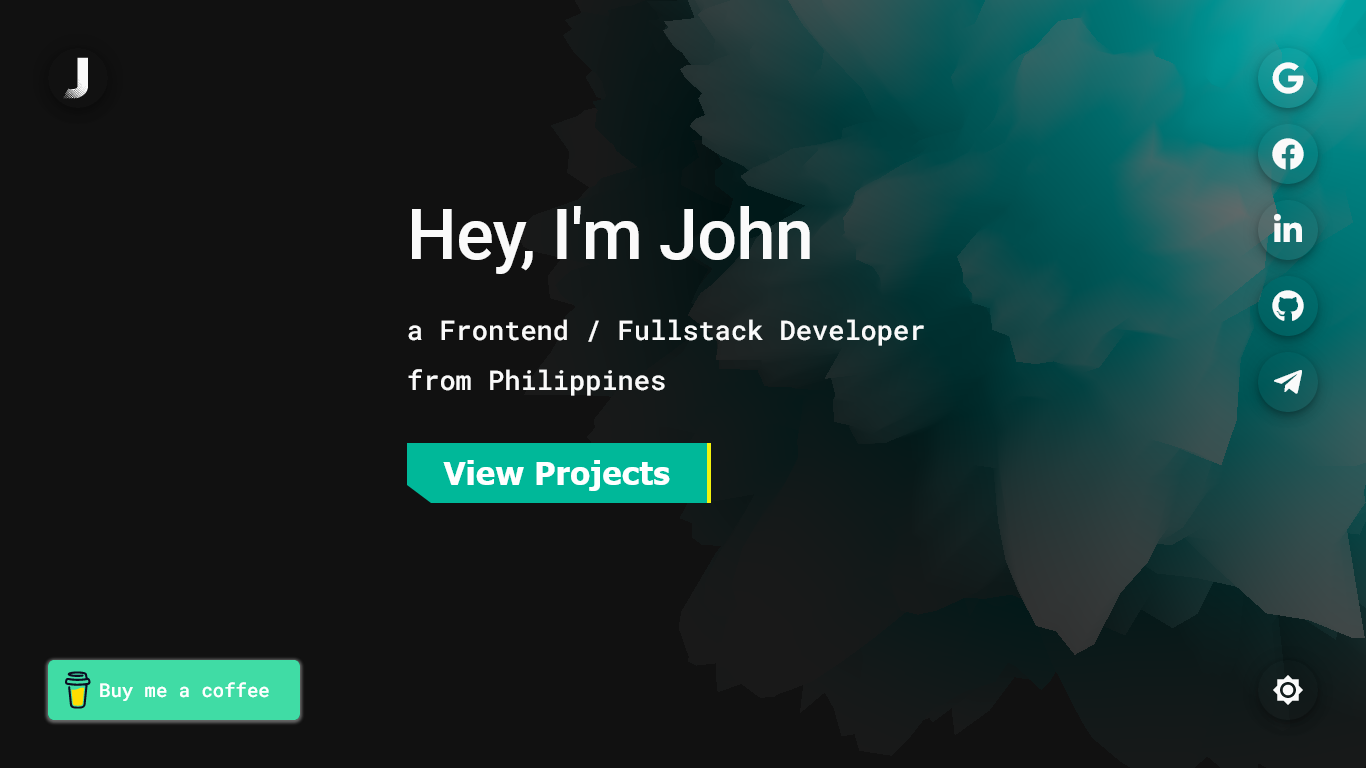 J
Hey, I'm John
a Frontend / Fullstack Developer
from Philippines
View Projects
Buy me a coffee